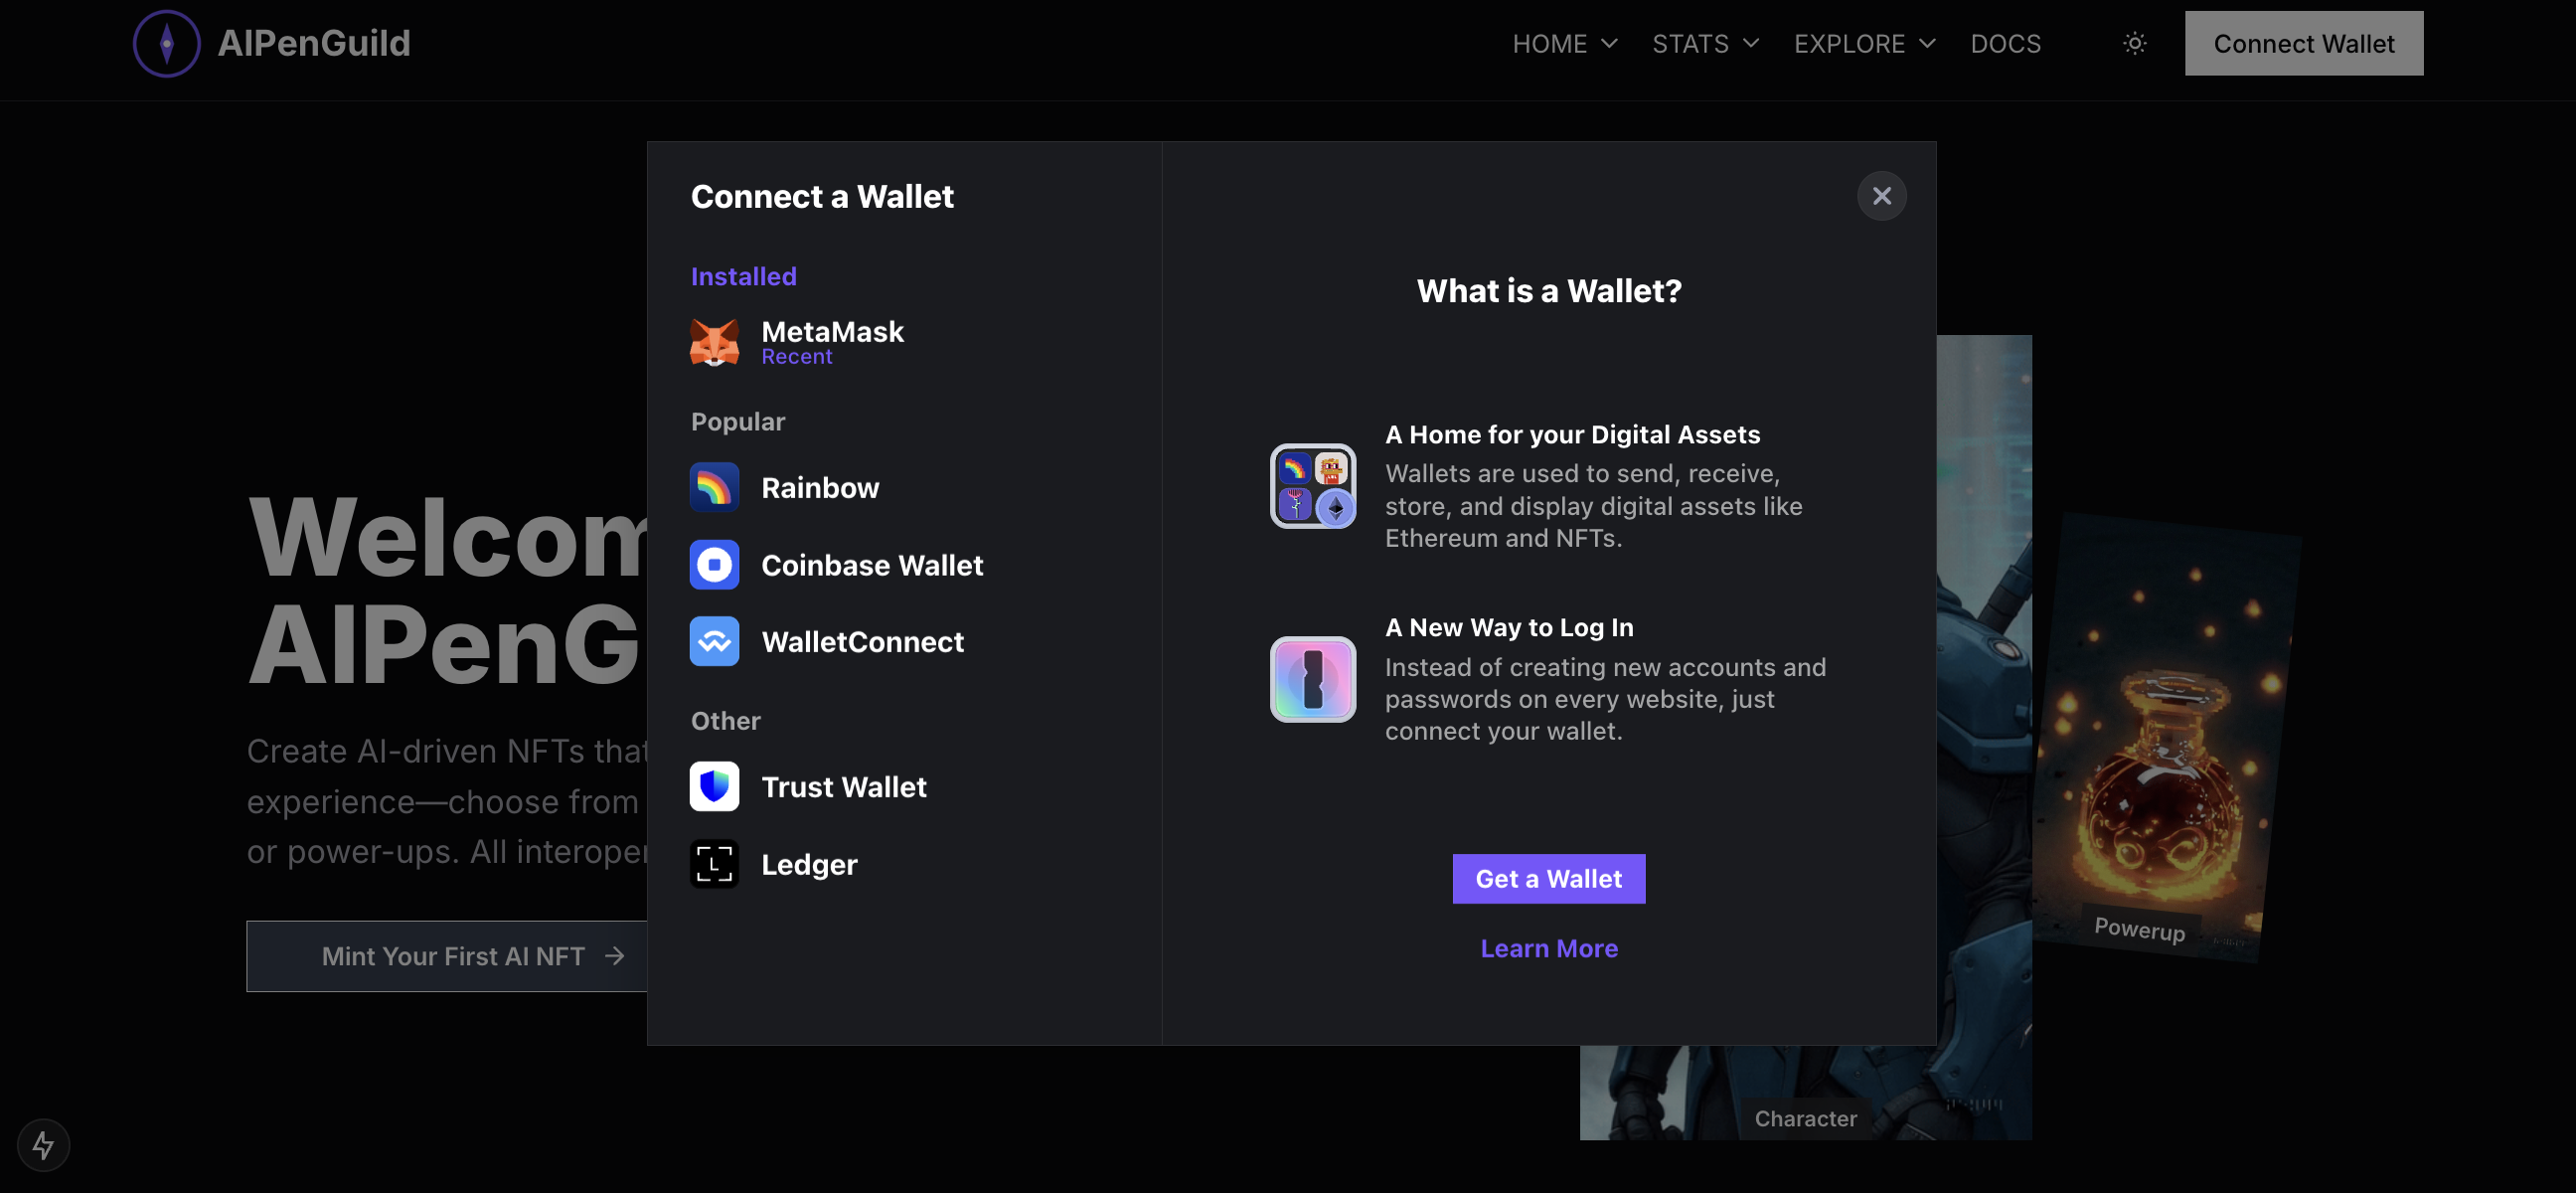 AIPenGuild
HOME
STATS
EXPLORE
DOCS
Connect Wallet
Connect a Wallet
Installed
MetaMask
Recent
Popular
Rainbow
Coinbase Wallet
WalletConnect
Other
Trust Wallet
Ledger
What is a Wallet?
A Home for your Digital Assets
Wallets are used to send, receive,
store, and display digital assets like
Ethereum and NFTs.
A New Way to Log In
Instead of creating new accounts and
passwords on every website, just
connect your wallet.
Get a Wallet
Learn More
Welcom
AIPenG
Create AI-driven NFTs that
experience—choose from
or power-ups. All interoper
Mint Your First AI NFT →
Powerup
Character